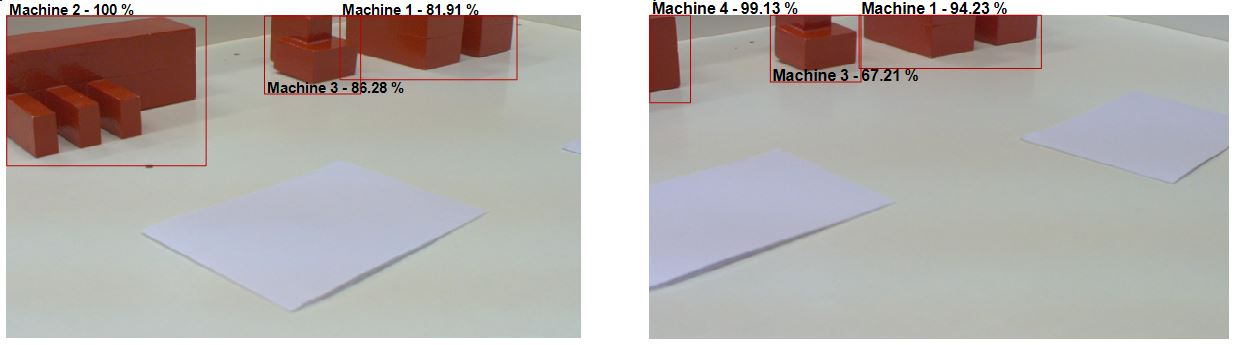 Machine 2 - 100 %
Machine 1 - 81.91 %
Machine 3 - 86.28 %
Machine 4 - 99.13 %
Machine 1 - 94.23 %
Machine 3 - 67.21 %